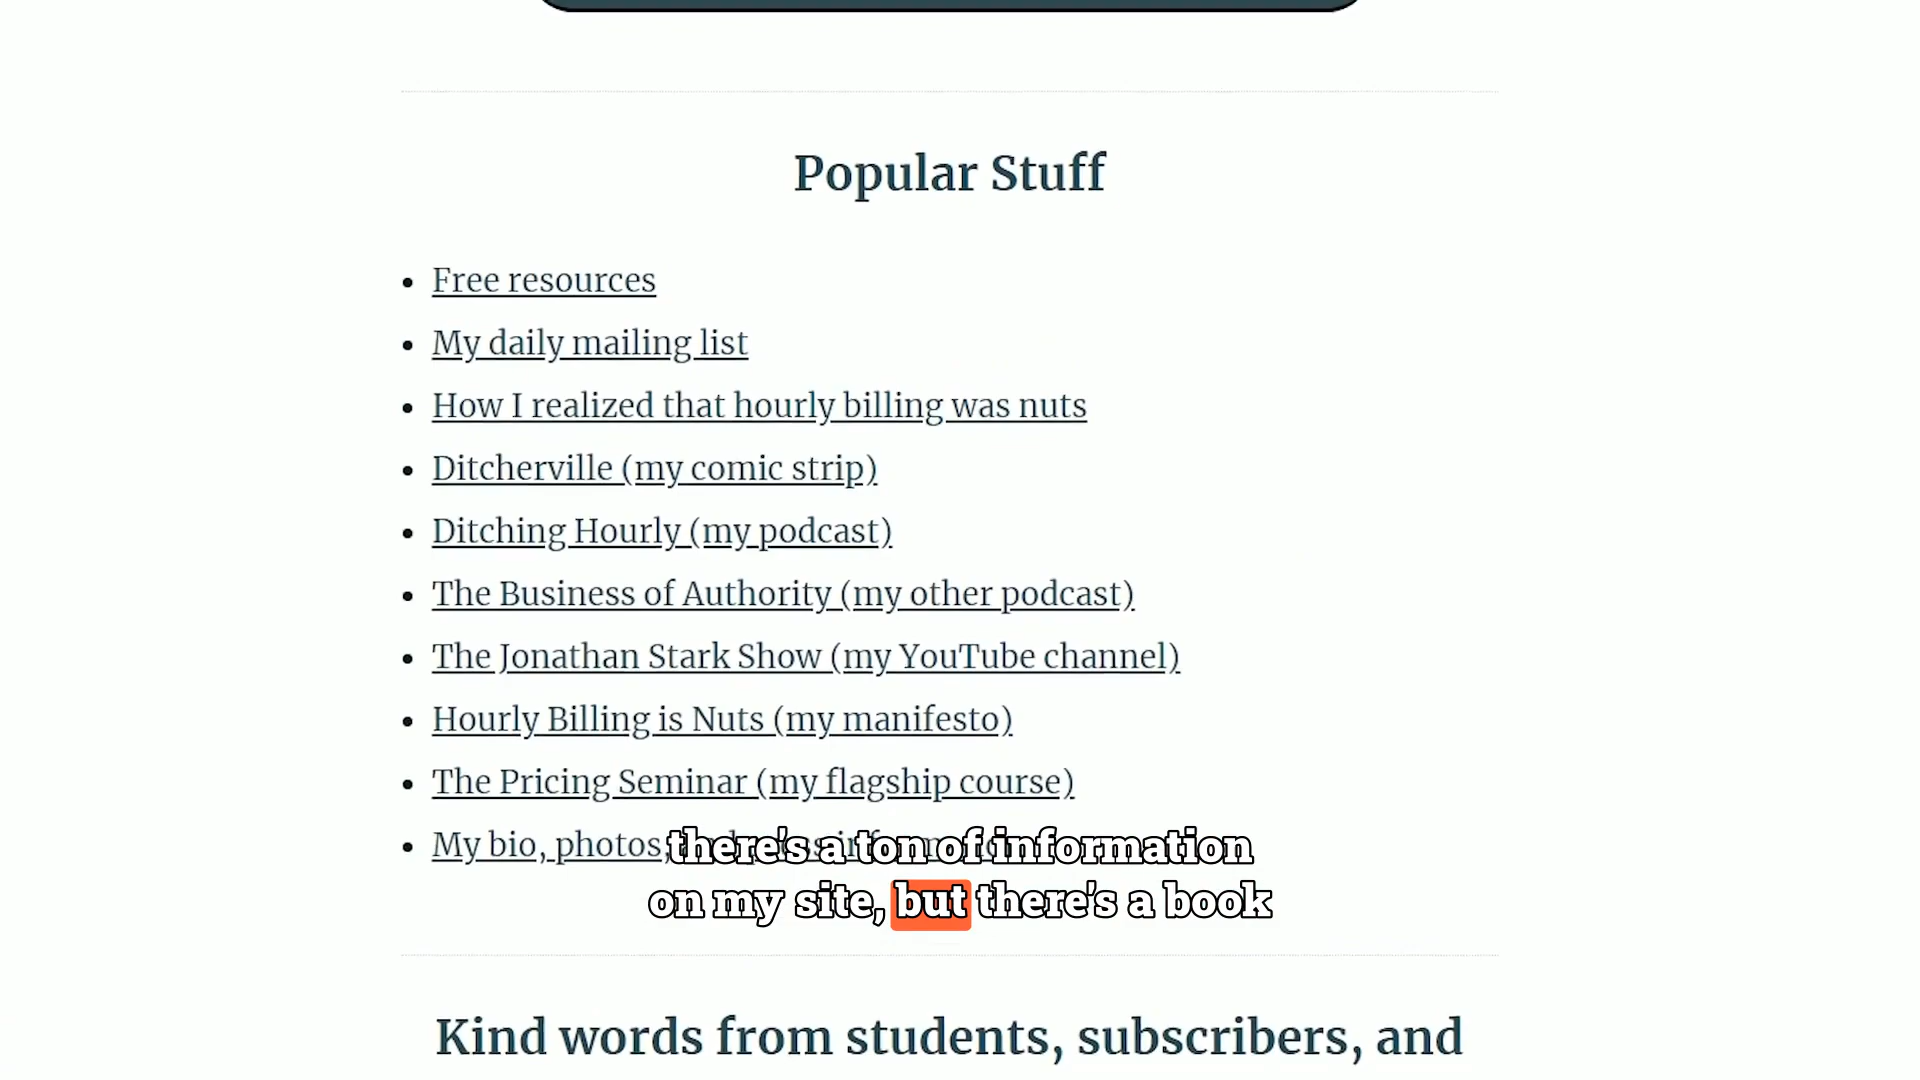 Popular Stuff
Free resources
My daily mailing list
How I realized that hourly billing was nuts
Ditcherville (my comic strip)
Ditching Hourly (my podcast)
The Business of Authority (my other podcast)
The Jonathan Stark Show (my YouTube channel)
Hourly Billing is Nuts (my manifesto)
The Pricing Seminar (my flagship course)
My bio, photos,
there's a ton of information
on my site, but there's a book
Kind words from students, subscribers, and